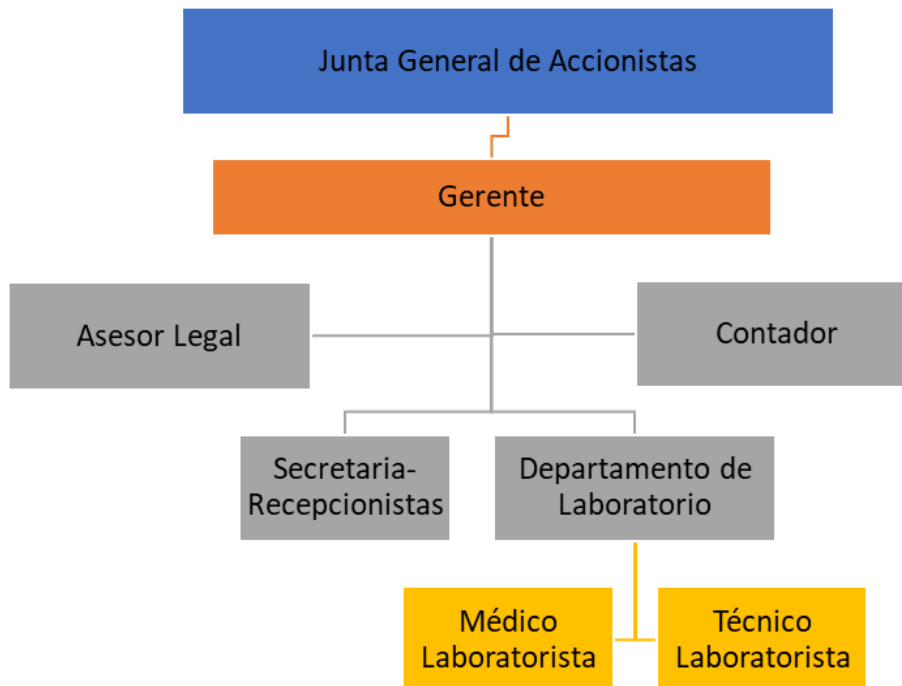 Junta General de Accionistas
Gerente
Asesor Legal
Contador
Secretaria-
Recepcionistas
Departamento de
Laboratorio
Médico
Laboratorista
Técnico
Laboratorista